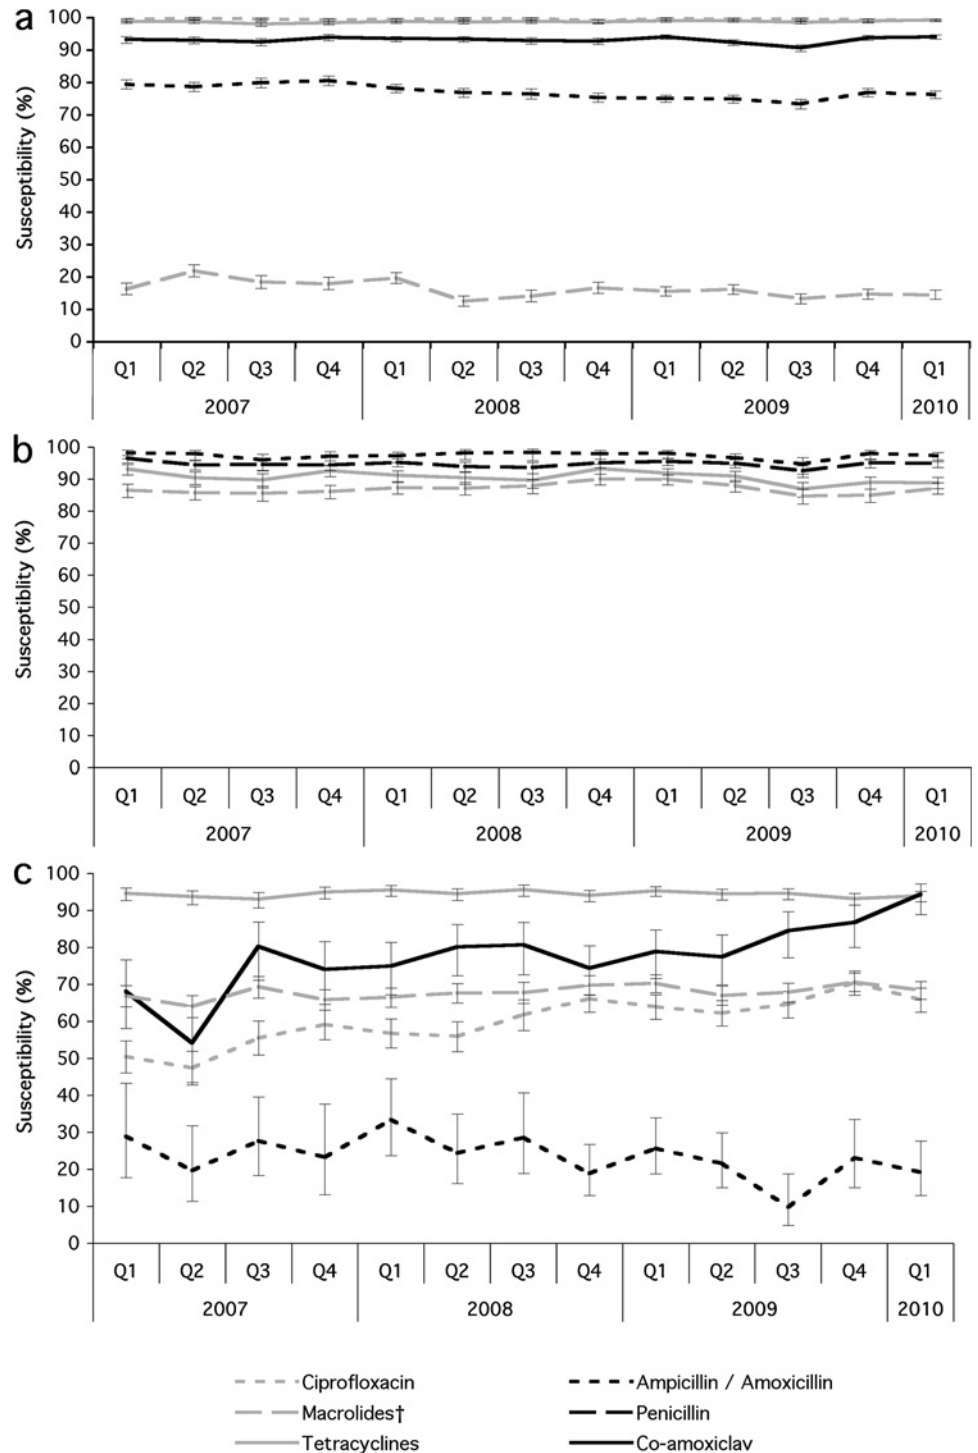 a
Susceptibility (%)
100
90
80
70
60
50
40
30
20
10
0
Q1 Q2 Q3 Q4 Q1 Q2 Q3 Q4 Q1 Q2 Q3 Q4 Q1
2007 2008 2009 2010
b
Susceptiblity (%)
100
90
80
70
60
50
40
30
20
10
0
Q1 Q2 Q3 Q4 Q1 Q2 Q3 Q4 Q1 Q2 Q3 Q4 Q1
2007 2008 2009 2010
c
Susceptibility (%)
100
90
80
70
60
50
40
30
20
10
0
Q1 Q2 Q3 Q4 Q1 Q2 Q3 Q4 Q1 Q2 Q3 Q4 Q1
2007 2008 2009 2010
Ciprofloxacin Ampicillin / Amoxicillin
Macrolides† Penicillin
Tetracyclines Co-amoxiclav